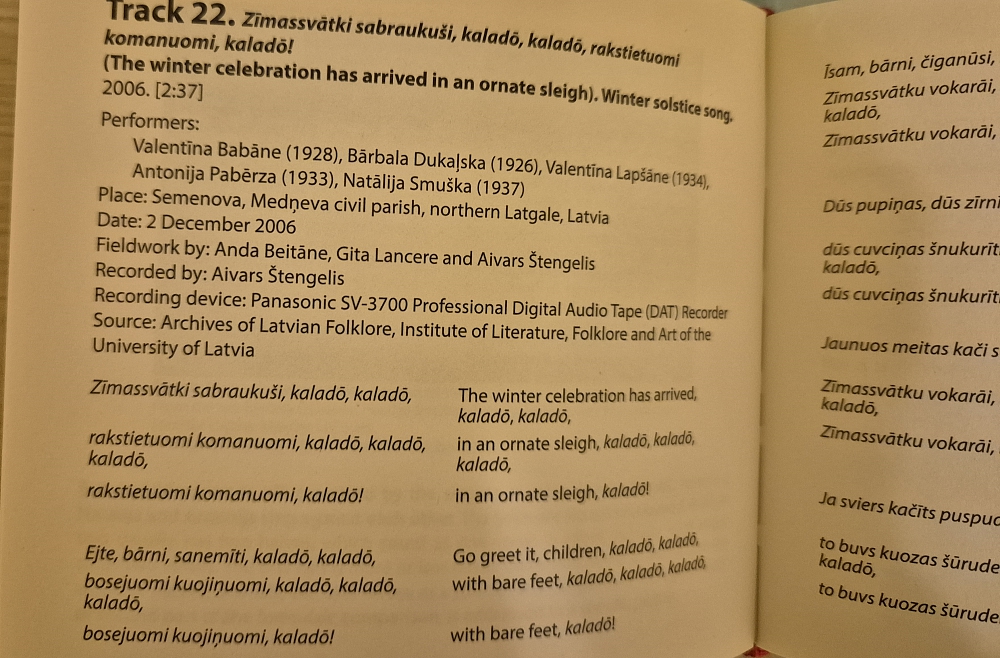 Track 22. Zīmassvātki sabraukuši, kaladō, kaladō, rakstietuomi
komanuomi, kaladō!
(The winter celebration has arrived in an ornate sleigh). Winter solstice song,
2006. [2:37]
Performers:
Valentīna Babāne (1928), Bārbala Dukaļska (1926), Valentīna Lapšāne (1934),
Antonija Pabērza (1933), Natālija Smuška (1937)
Place: Semenova, Medņeva civil parish, northern Latgale, Latvia
Date: 2 December 2006
Fieldwork by: Anda Beitāne, Gita Lancere and Aivars Štengelis
Recorded by: Aivars Štengelis
Recording device: Panasonic SV-3700 Professional Digital Audio Tape (DAT) Recorder
Source: Archives of Latvian Folklore, Institute of Literature, Folklore and Art of the
University of Latvia
Zīmassvātki sabraukuši, kaladō, kaladō,
rakstietuomi komanuomi, kaladō, kaladō,
kaladō,
rakstietuomi komanuomi, kaladō!
Ejte, bārni, sanemīti, kaladō, kaladō,
bosejuomi kuojiņuomi, kaladō, kaladō,
kaladō,
bosejuomi kuojiņuomi, kaladō!
The winter celebration has arrived,
kaladō, kaladō,
in an ornate sleigh, kaladō, kaladō,
kaladō,
in an ornate sleigh, kaladō!
Go greet it, children, kaladō, kaladō,
with bare feet, kaladō, kaladō, kaladō,
with bare feet, kaladō!
Īsam, bārni, čiganūsi,
Zīmassvātku vokarāi,
kaladō,
Zīmassvātku vokarāi,
Dūs pupiņas, dūs
dūs cuvciņas
kaladō,
dūs cuvciņas
Jaunuos meitas kači
Zīmassvātku vokarāi,
kaladō,
Zīmassvātku vokarāi,
Ja sviers kačīts
to buvs kuozas
kaladō,
to buvs kuozas